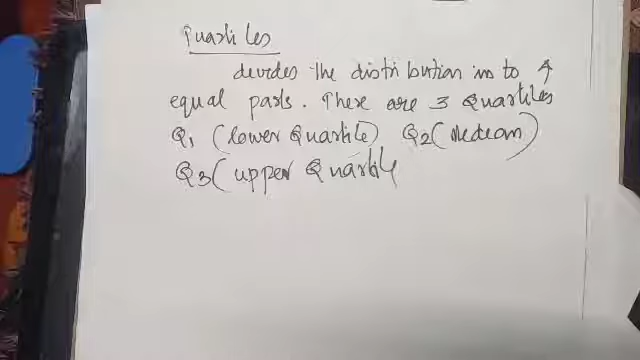 Quartiles
devides The distribution in to 4
equal parts. There are 3 Quartiles
Q1 (lower Quartile) Q2 (Median)
Q3 (upper Quartile